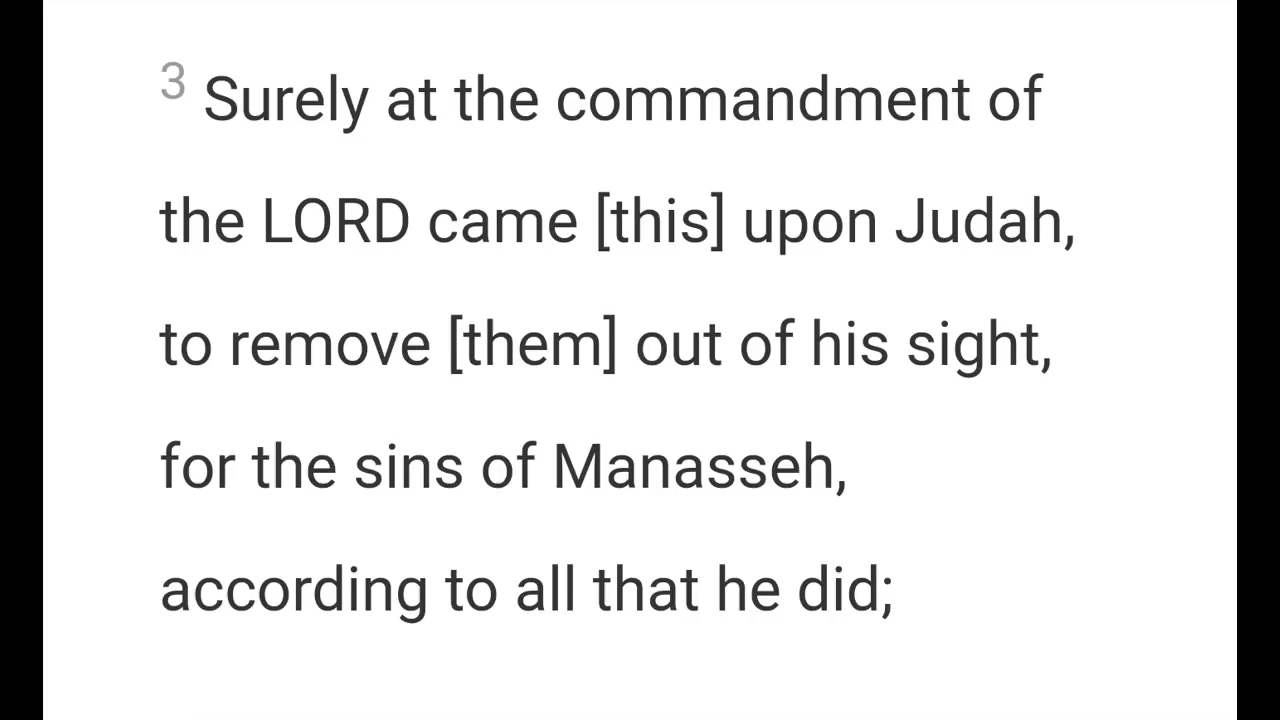 3 Surely at the commandment of
the LORD came [this] upon Judah,
to remove [them] out of his sight,
for the sins of Manasseh,
according to all that he did;